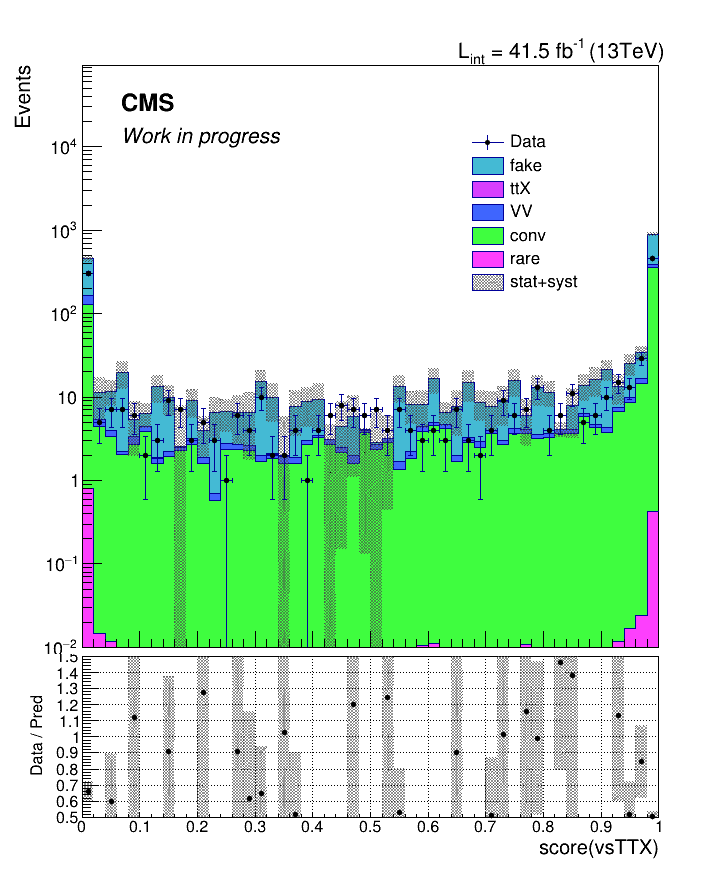 L_int = 41.5 fb^-1 (13TeV)
Events
CMS
Work in progress
Data
fake
ttX
VV
conv
rare
stat+syst
10^4
10^3
10^2
10
1
10^−1
10^−2
Data / Pred
1.5
1.4
1.3
1.2
1.1
1
0.9
0.8
0.7
0.6
0.5
0 0.1 0.2 0.3 0.4 0.5 0.6 0.7 0.8 0.9 1
score(vsTTX)